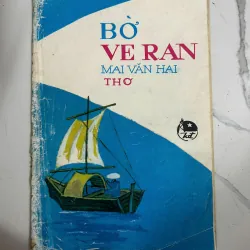 BỜ
VE RAN
MAI VĂN HAI
THƠ